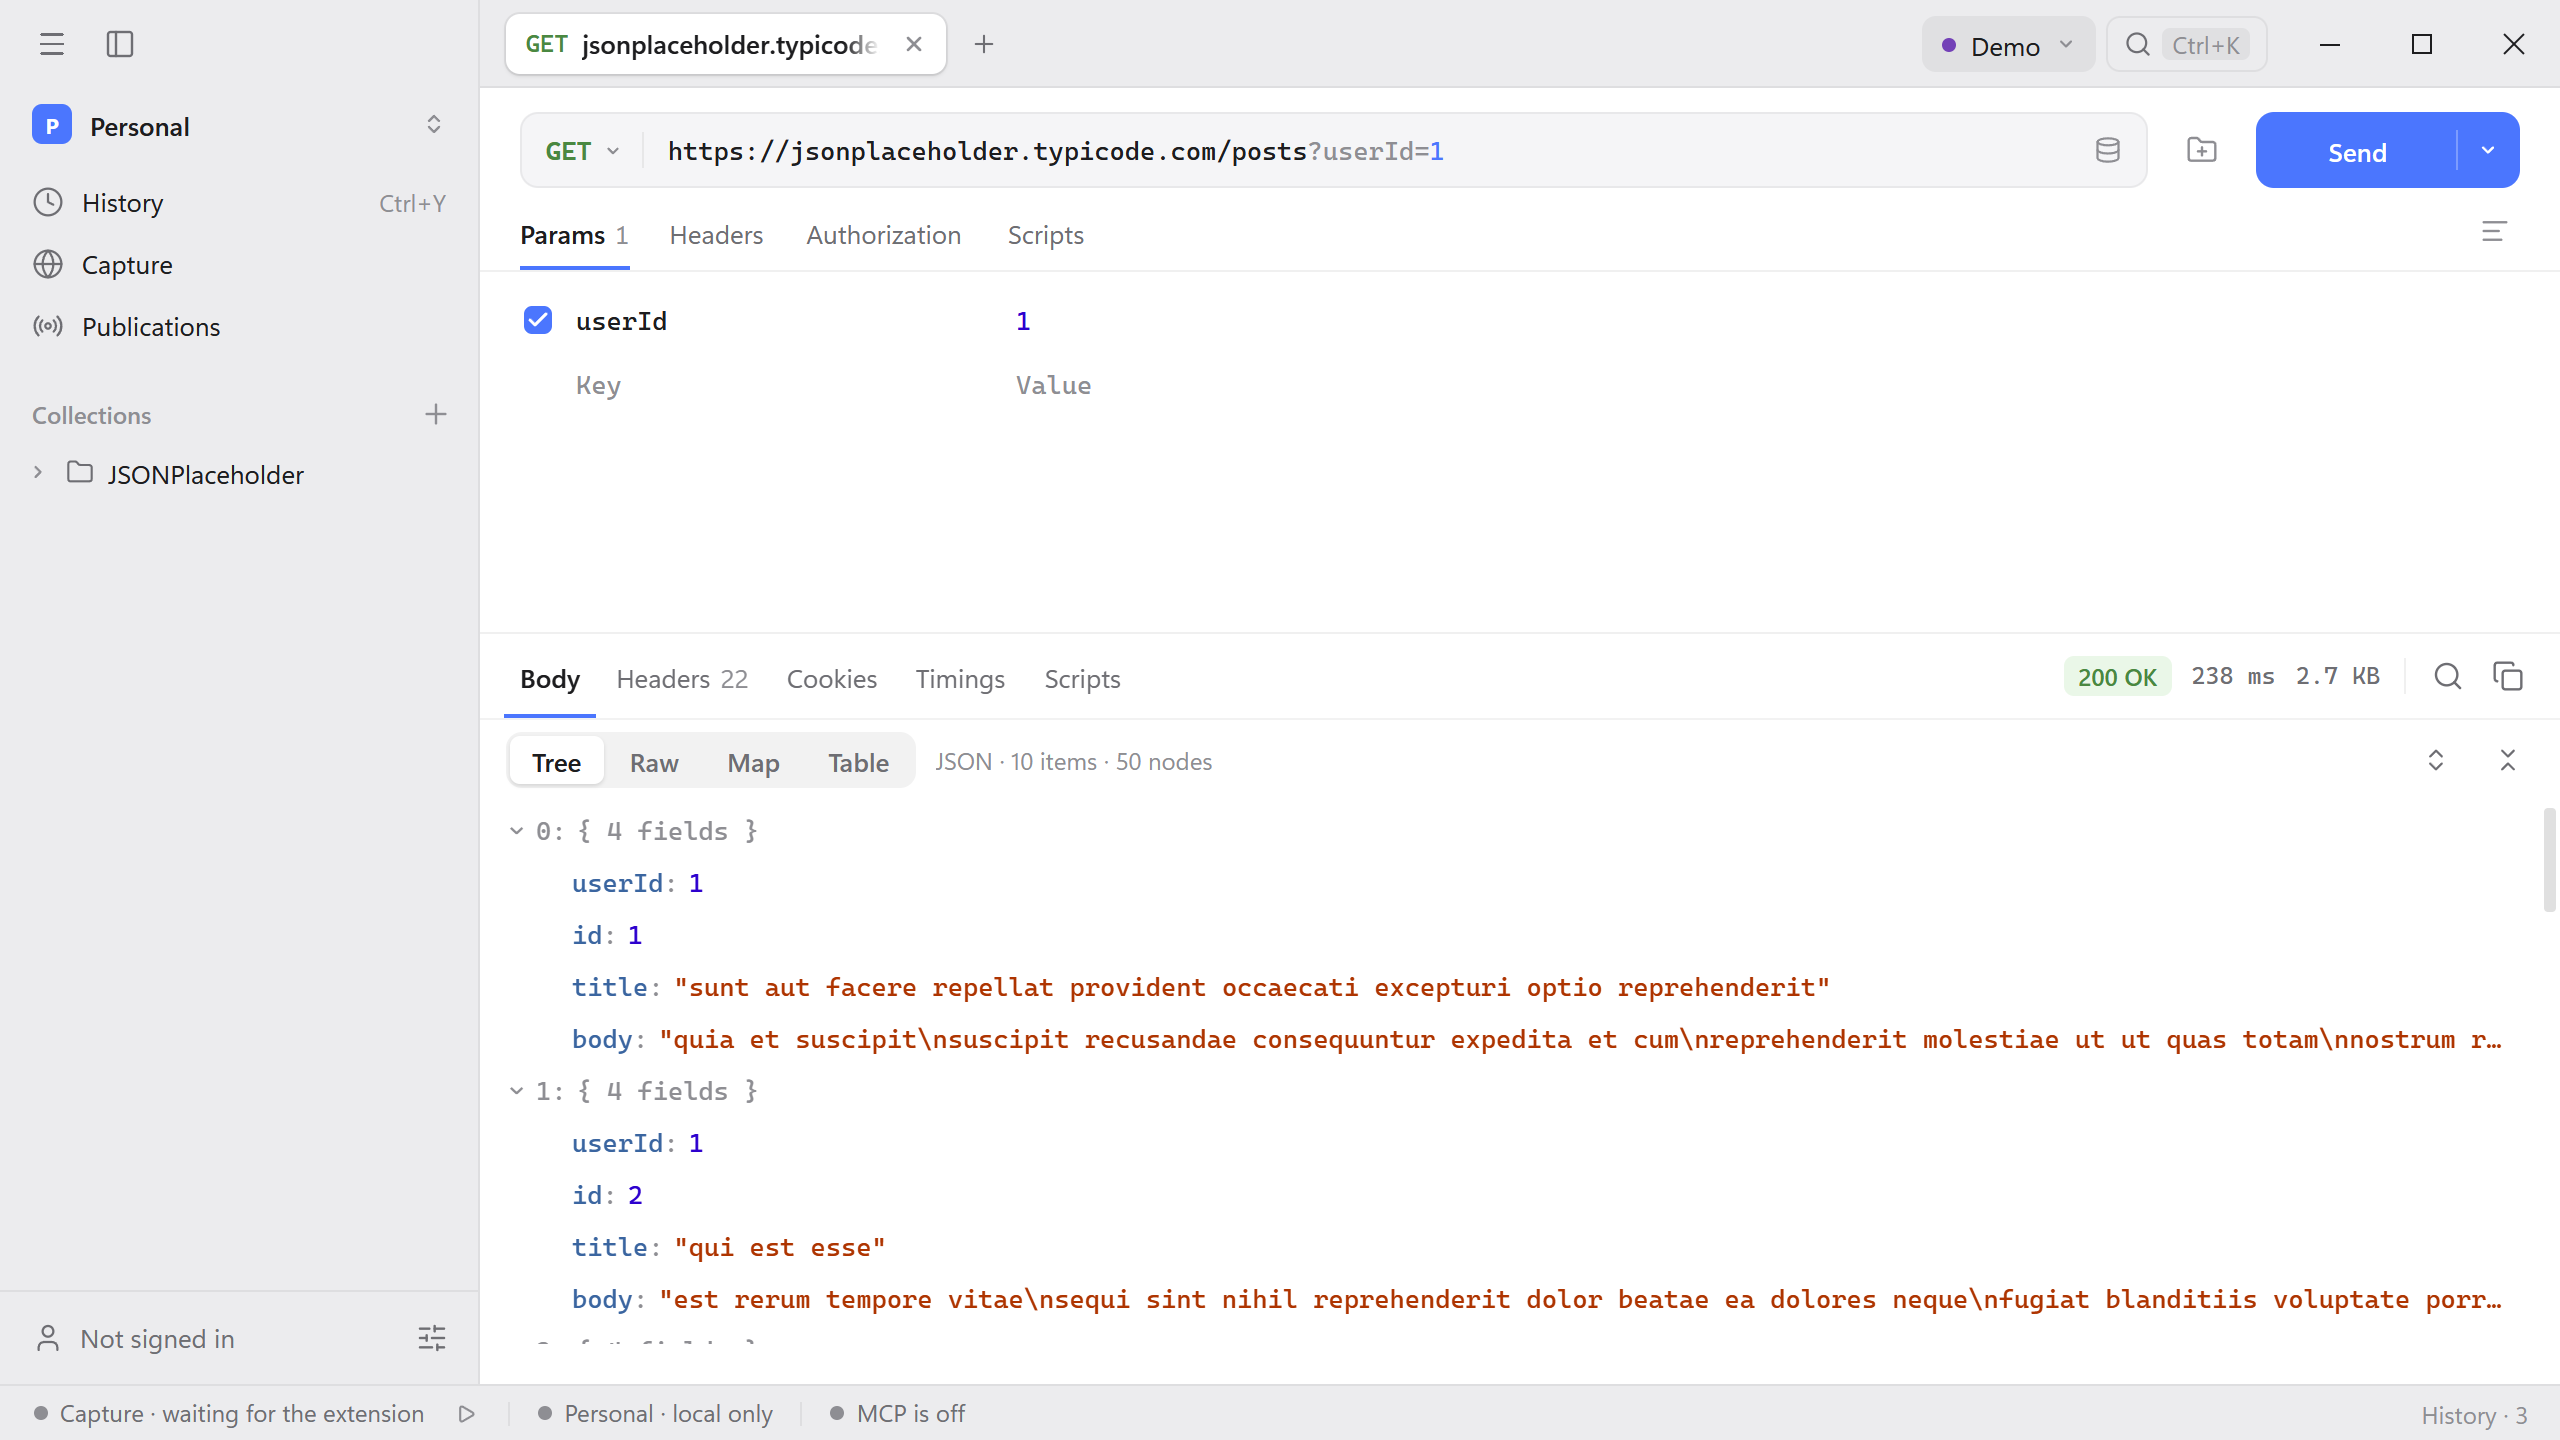 GET jsonplaceholder.typicode
Demo
Ctrl+K
P Personal
History Ctrl+Y
Capture
Publications
Collections
JSONPlaceholder
Not signed in
GET https://jsonplaceholder.typicode.com/posts?userId=1
Send
Params 1 Headers Authorization Scripts
userId 1
Key Value
Body Headers 22 Cookies Timings Scripts
200 OK 238 ms 2.7 KB
Tree Raw Map Table JSON · 10 items · 50 nodes
0: { 4 fields }
userId: 1
id: 1
title: "sunt aut facere repellat provident occaecati excepturi optio reprehenderit"
body: "quia et suscipit\nsuscipit recusandae consequuntur expedita et cum\nreprehenderit molestiae ut ut quas totam\nnostrum r…
1: { 4 fields }
userId: 1
id: 2
title: "qui est esse"
body: "est rerum tempore vitae\nsequi sint nihil reprehenderit dolor beatae ea dolores neque\nfugiat blanditiis voluptate porr…
Capture · waiting for the extension
Personal · local only
MCP is off
History · 3